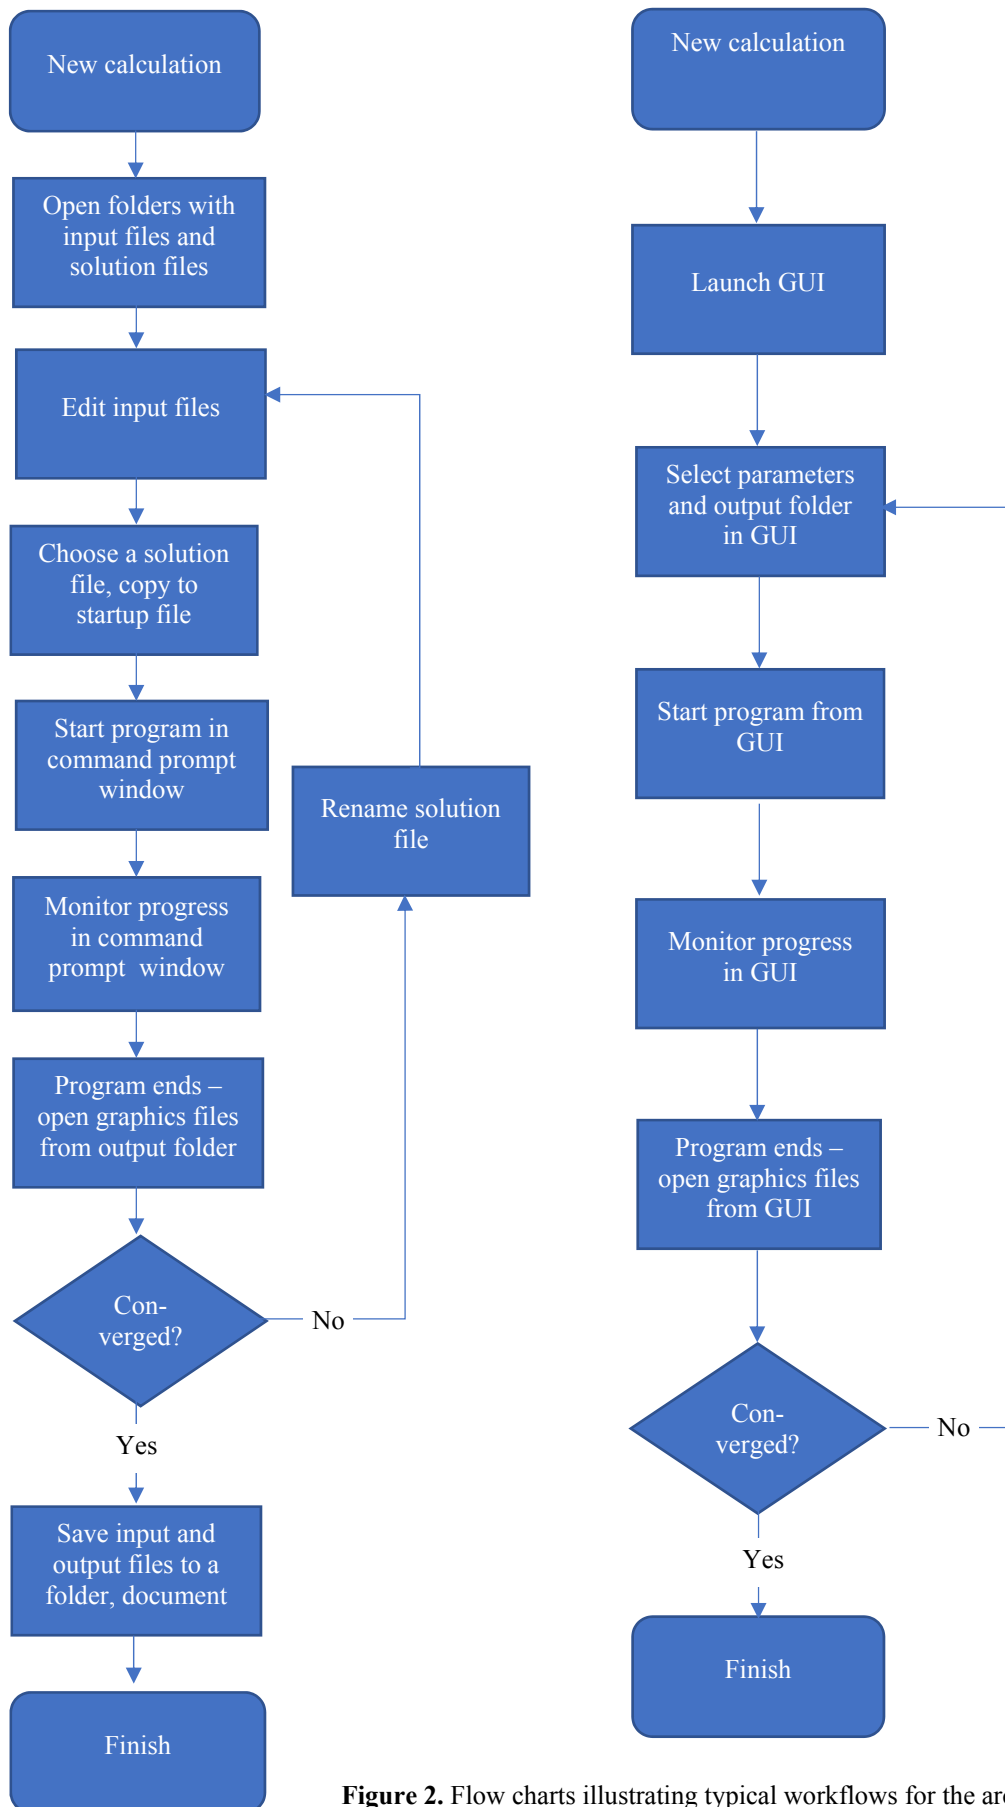 New calculation
Open folders with
input files and
solution files
Edit input files
Choose a solution
file, copy to
startup file
Start program in
command prompt
window
Monitor progress
in command
prompt  window
Program ends –
open graphics files
from output folder
Con-
verged?
No
Rename solution
file
Yes
Save input and
output files to a
folder, document
Finish
New calculation
Launch GUI
Select parameters
and output folder
in GUI
Start program from
GUI
Monitor progress
in GUI
Program ends –
open graphics files
from GUI
Con-
verged?
No
Yes
Finish
Figure 2. Flow charts illustrating typical workflows for the